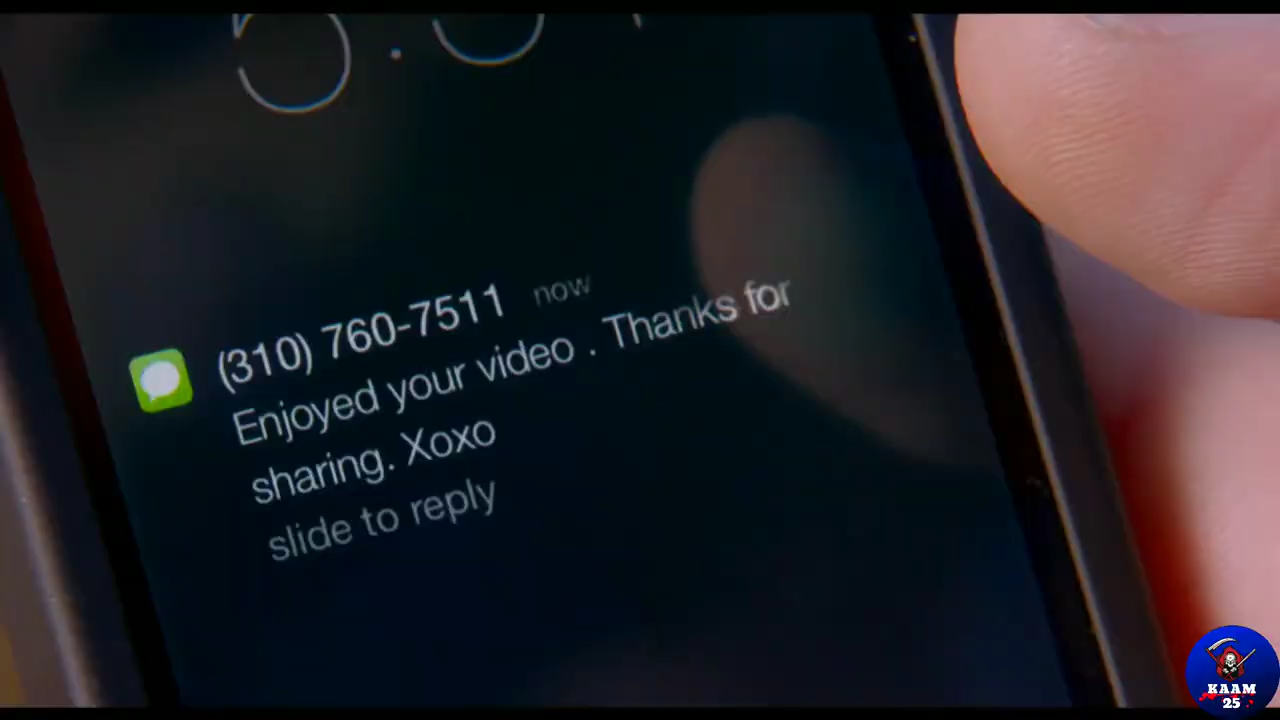 (310) 760-7511 now
Enjoyed your video . Thanks for
sharing. Xoxo
slide to reply
KAAM
25